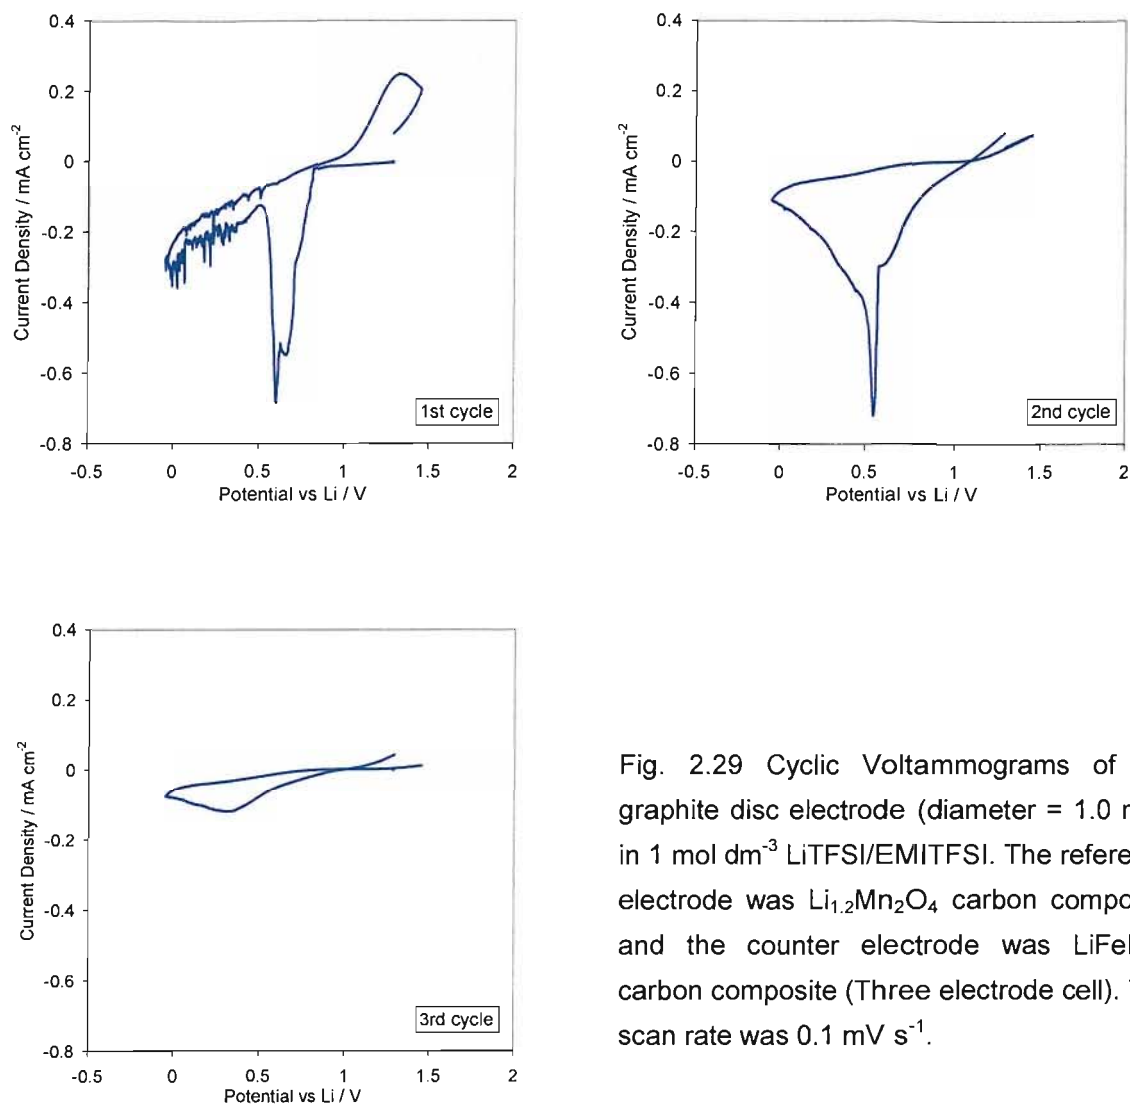 0.4
0.2
0
-0.2
-0.4
-0.6
-0.8
Current Density / mA cm⁻²
1st cycle
-0.5 0 0.5 1 1.5 2
Potential vs Li / V
0.4
0.2
0
-0.2
-0.4
-0.6
-0.8
Current Density / mA cm⁻²
2nd cycle
-0.5 0 0.5 1 1.5 2
Potential vs Li / V
0.4
0.2
0
-0.2
-0.4
-0.6
-0.8
Current Density / mA cm⁻²
3rd cycle
-0.5 0 0.5 1 1.5 2
Potential vs Li / V
Fig. 2.29 Cyclic Voltammograms of
graphite disc electrode (diameter = 1.0
in 1 mol dm⁻³ LiTFSI/EMITFSI. The
electrode was Li₁.₂Mn₂O₄ carbon
and the counter electrode was
carbon composite (Three electrode cell).
scan rate was 0.1 mV s⁻¹.